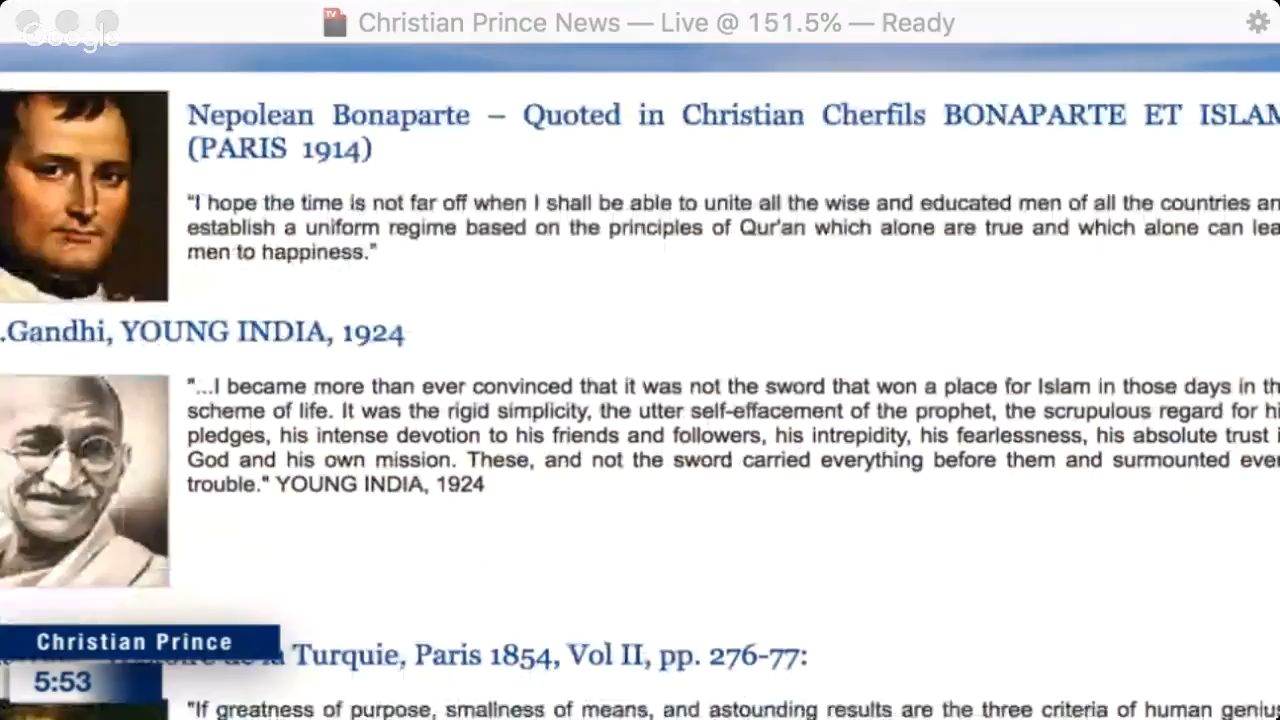 Christian Prince News — Live @ 151.5% — Ready
Google
Nepolean Bonaparte – Quoted in Christian Cherfils BONAPARTE ET ISLAM
(PARIS 1914)
"I hope the time is not far off when I shall be able to unite all the wise and educated men of all the countries an
establish a uniform regime based on the principles of Qur'an which alone are true and which alone can lea
men to happiness."
.Gandhi, YOUNG INDIA, 1924
"...I became more than ever convinced that it was not the sword that won a place for Islam in those days in th
scheme of life. It was the rigid simplicity, the utter self-effacement of the prophet, the scrupulous regard for hi
pledges, his intense devotion to his friends and followers, his intrepidity, his fearlessness, his absolute trust i
God and his own mission. These, and not the sword carried everything before them and surmounted ever
trouble." YOUNG INDIA, 1924
Christian Prince
de la Turquie, Paris 1854, Vol II, pp. 276-77:
5:53
"If greatness of purpose, smallness of means, and astounding results are the three criteria of human genius